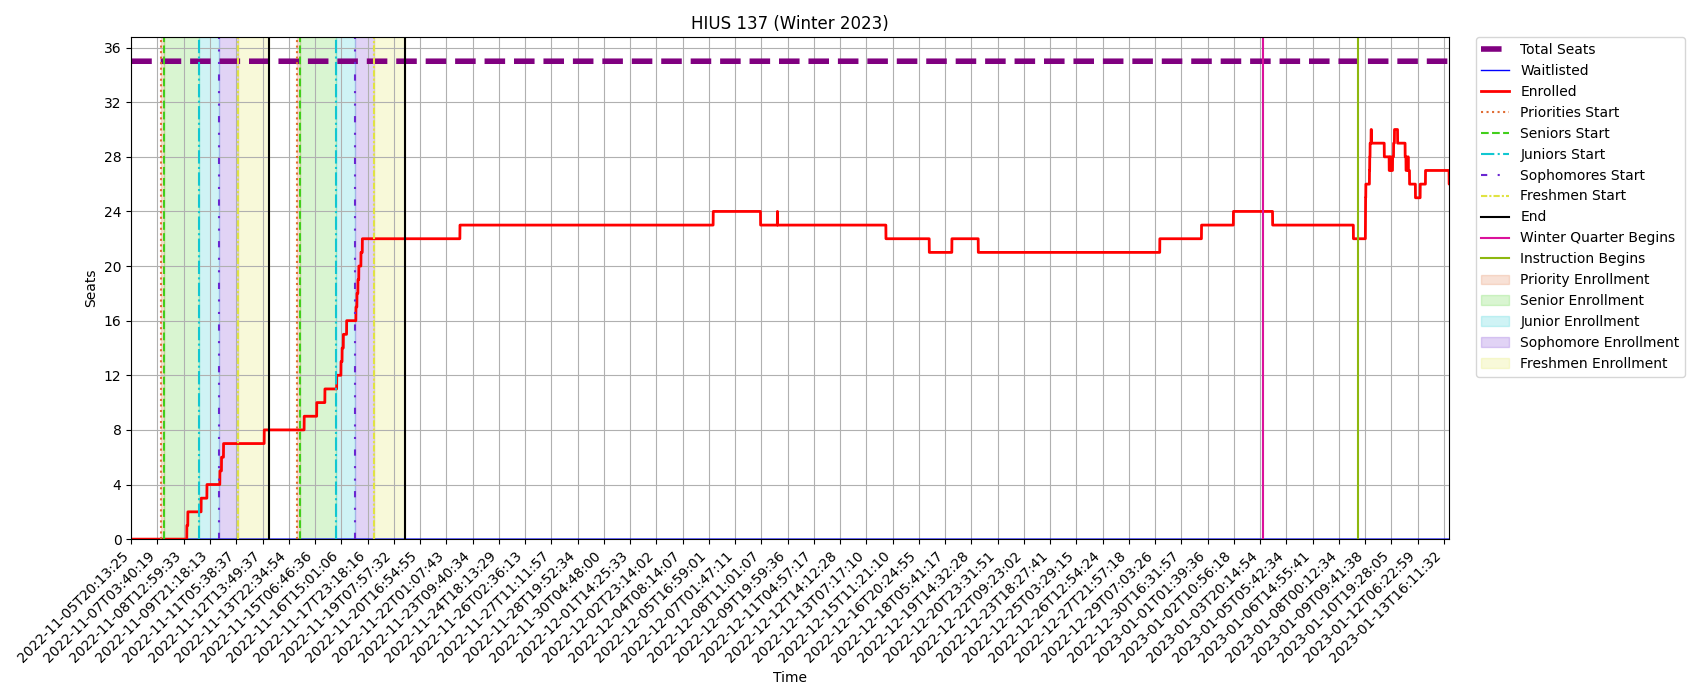 HIUS 137 (Winter 2023)
Seats
36
32
28
24
20
16
12
8
4
0
2022-11-05T20:13:25
2022-11-07T03:40:19
2022-11-08T12:59:33
2022-11-09T21:18:13
2022-11-11T05:38:37
2022-11-12T13:49:37
2022-11-13T22:34:54
2022-11-15T06:46:36
2022-11-16T15:01:06
2022-11-17T23:18:16
2022-11-19T07:57:32
2022-11-20T16:54:55
2022-11-22T01:07:43
2022-11-23T09:40:34
2022-11-24T18:13:29
2022-11-26T02:36:13
2022-11-27T11:11:57
2022-11-28T19:52:34
2022-11-30T04:48:00
2022-12-01T14:25:33
2022-12-02T23:14:02
2022-12-04T08:14:07
2022-12-05T16:59:01
2022-12-07T01:47:11
2022-12-08T11:01:07
2022-12-09T19:59:36
2022-12-11T04:57:17
2022-12-12T14:12:28
2022-12-13T07:17:10
2022-12-15T11:21:10
2022-12-16T20:24:55
2022-12-18T05:41:17
2022-12-19T14:32:28
2022-12-20T23:31:51
2022-12-22T09:23:02
2022-12-23T18:27:41
2022-12-25T03:29:15
2022-12-26T12:54:24
2022-12-27T21:57:18
2022-12-29T07:03:26
2022-12-30T16:31:57
2023-01-01T01:39:36
2023-01-02T10:56:18
2023-01-03T20:14:54
2023-01-05T05:42:34
2023-01-06T14:55:41
2023-01-08T00:12:34
2023-01-09T09:41:38
2023-01-10T19:28:05
2023-01-12T06:22:59
2023-01-13T16:11:32
Time
Total Seats
Waitlisted
Enrolled
Priorities Start
Seniors Start
Juniors Start
Sophomores Start
Freshmen Start
End
Winter Quarter Begins
Instruction Begins
Priority Enrollment
Senior Enrollment
Junior Enrollment
Sophomore Enrollment
Freshmen Enrollment